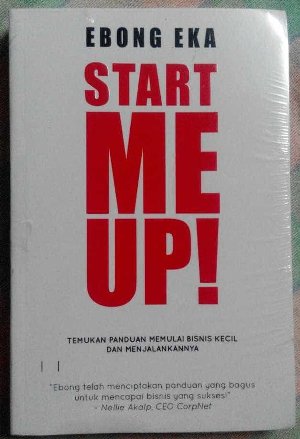 EBONG EKA
START
ME
UP!
TEMUKAN PANDUAN MEMULAI BISNIS KECIL
DAN MENJALANKANNYA
"Ebong telah menciptakan panduan yang bagus
untuk mencapai bisnis yang sukses!"
- Nellie Akalp, CEO CorpNet